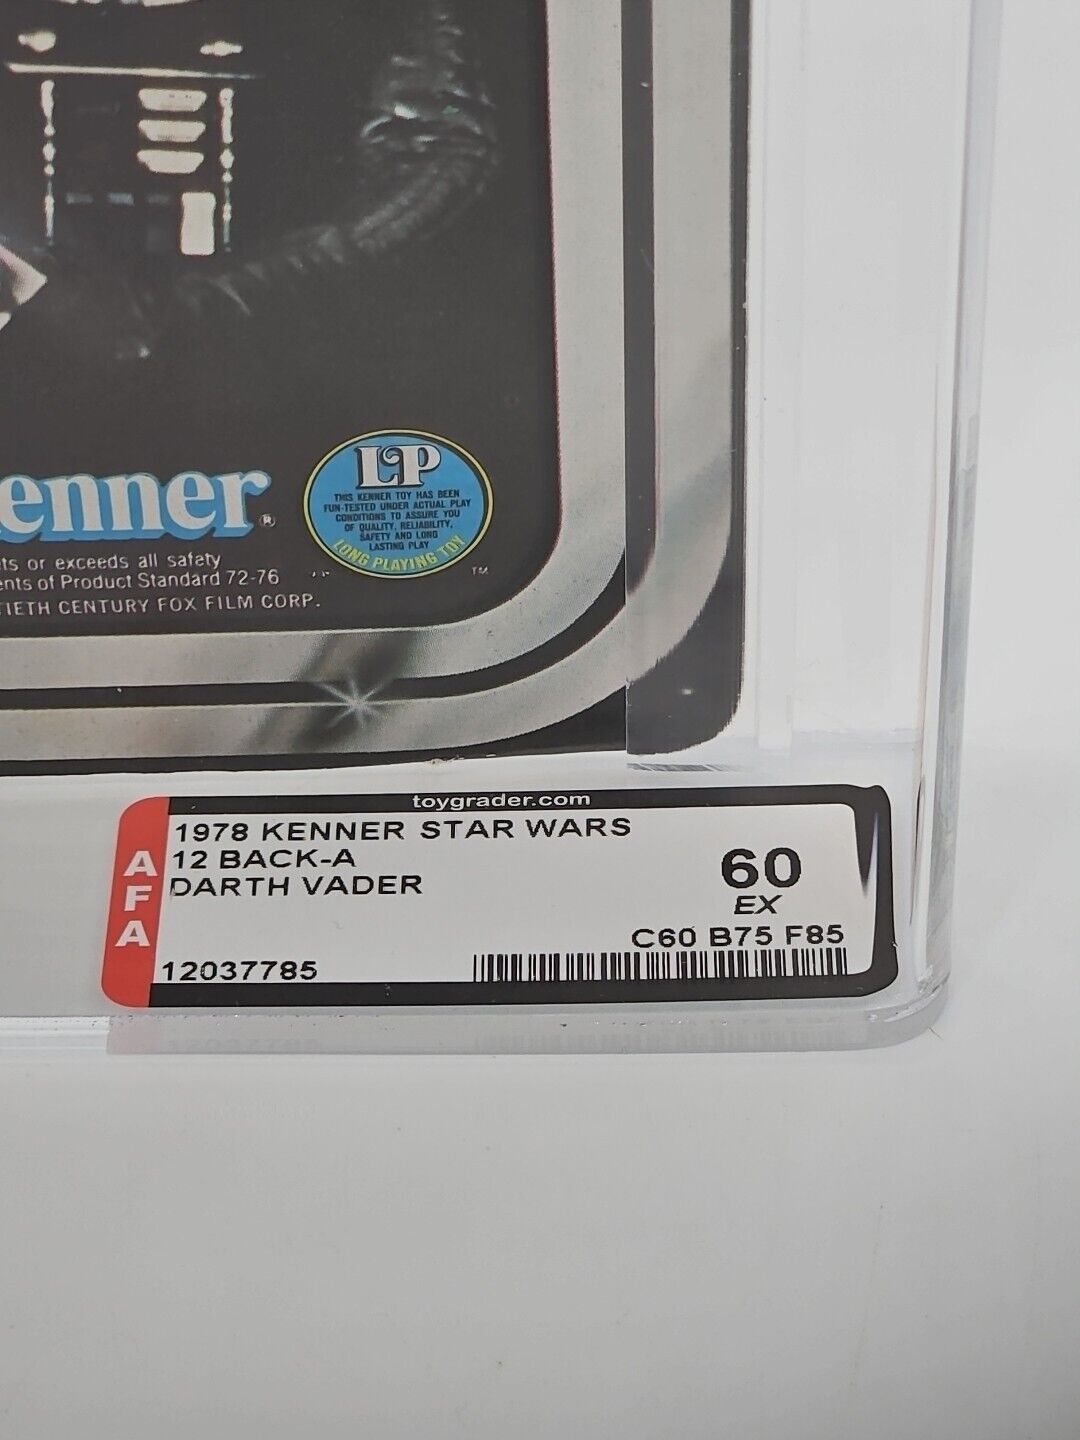 enner®
ts or exceeds all safety
ents of Product Standard 72-76
TIETH CENTURY FOX FILM CORP.
LP
THIS KENNER TOY HAS BEEN
FUN-TESTED UNDER ACTUAL PLAY
CONDITIONS TO ASSURE YOU
OF QUALITY, RELIABILITY,
SAFETY AND LONG
LASTING PLAY
LONG PLAYING TOY
TM
toygrader.com
AFA
1978 KENNER STAR WARS
12 BACK-A
DARTH VADER
60
EX
C60 B75 F85
12037785